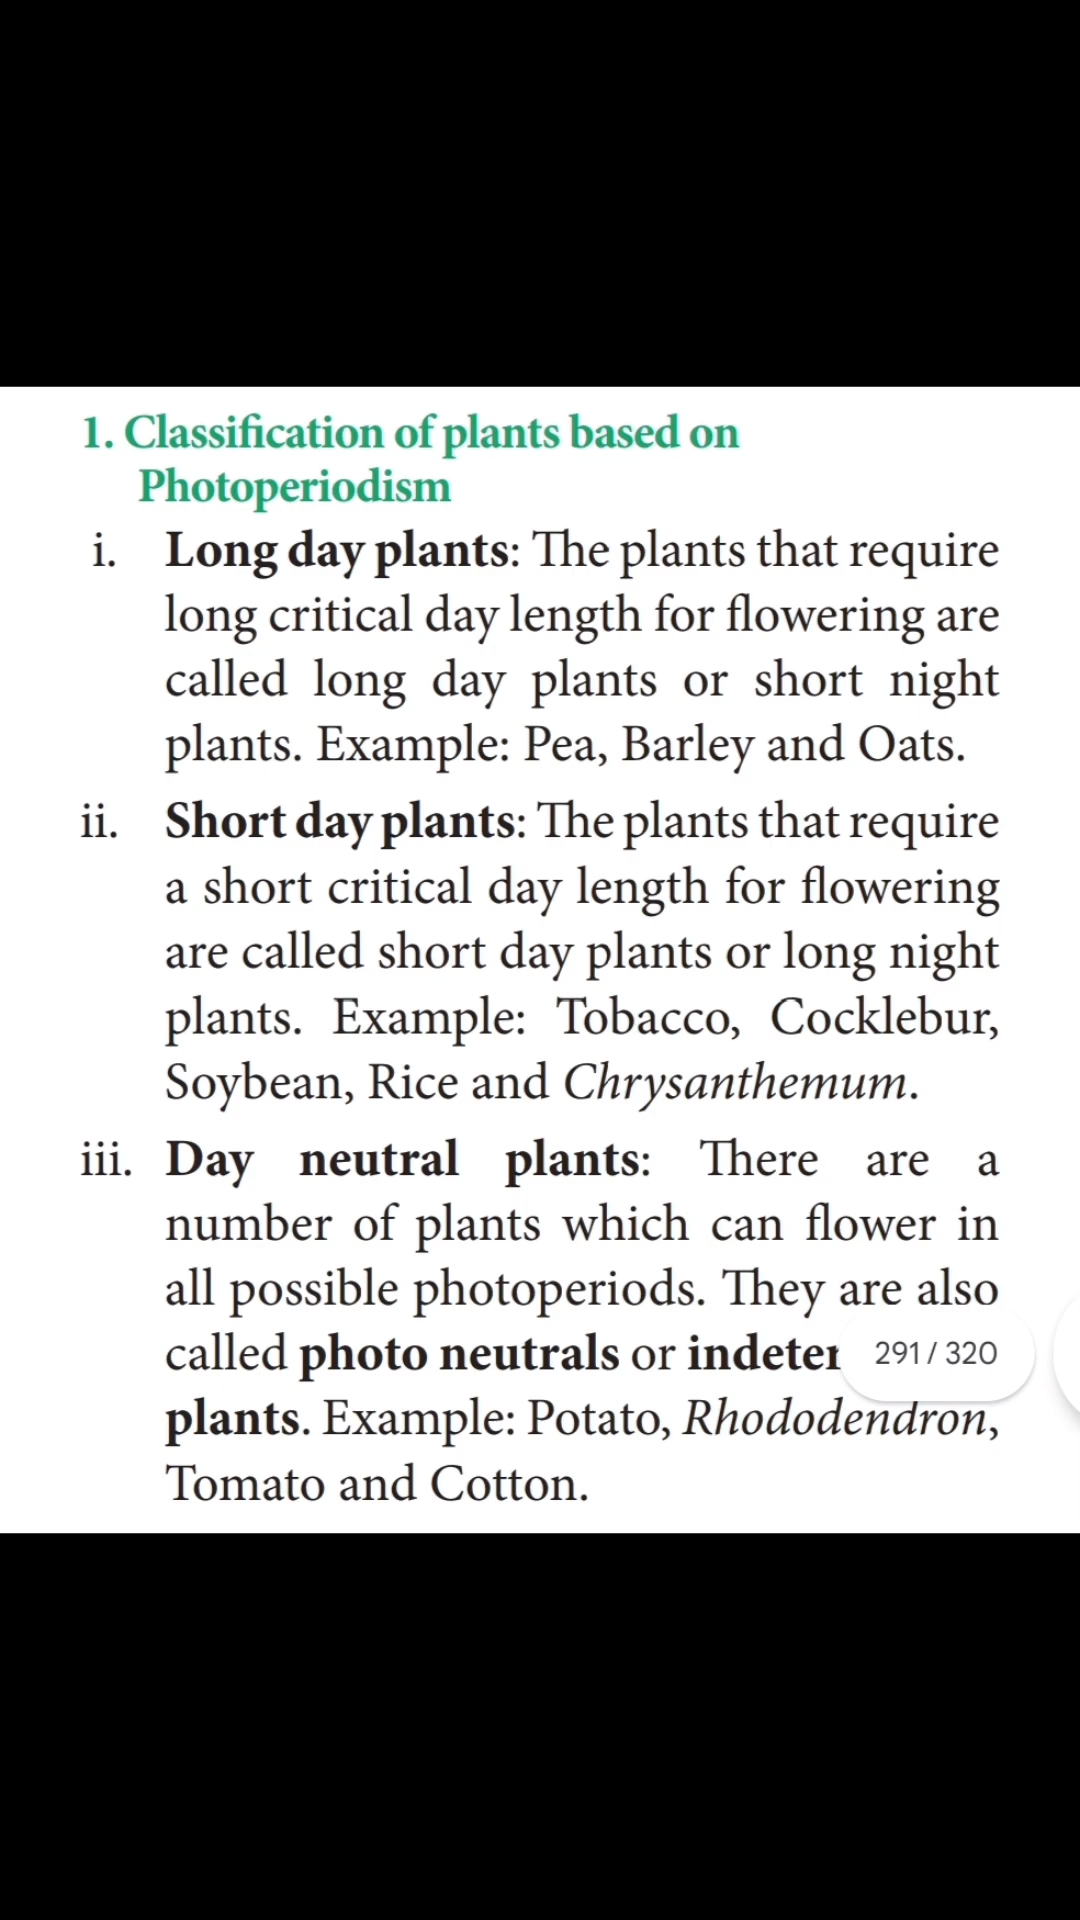 1. Classification of plants based on
Photoperiodism
i. Long day plants: The plants that require
long critical day length for flowering are
called long day plants or short night
plants. Example: Pea, Barley and Oats.
ii. Short day plants: The plants that require
a short critical day length for flowering
are called short day plants or long night
plants. Example: Tobacco, Cocklebur,
Soybean, Rice and Chrysanthemum.
iii. Day neutral plants: There are a
number of plants which can flower in
all possible photoperiods. They are also
called photo neutrals or
291 / 320
plants. Example: Potato, Rhododendron,
Tomato and Cotton.